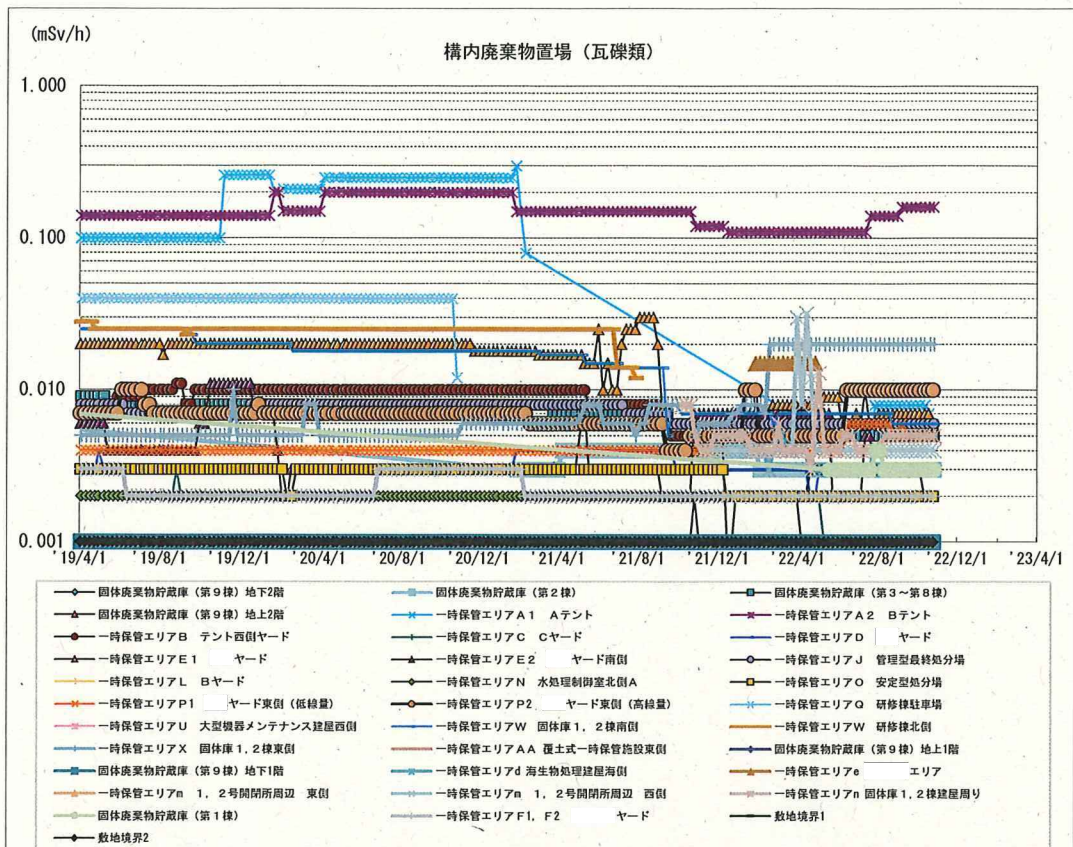 (mSv/h)
構内廃棄物置場（瓦礫類）
1.000
0.100
0.010
0.001
'19/4/1 '19/8/1 '19/12/1 '20/4/1 '20/8/1 '20/12/1 '21/4/1 '21/8/1 '21/12/1 '22/4/1 '22/8/1 '22/12/1 '23/4/1
固体廃棄物貯蔵庫（第9棟）地下2階 固体廃棄物貯蔵庫（第2棟） 固体廃棄物貯蔵庫（第3～第8棟）
固体廃棄物貯蔵庫（第9棟）地上2階 一時保管エリアA1 Aテント 一時保管エリアA2 Bテント
一時保管エリアB テント西側ヤード 一時保管エリアC Cヤード 一時保管エリアD ヤード
一時保管エリアE1 ヤード 一時保管エリアE2 ヤード南側 一時保管エリアJ 管理型最終処分場
一時保管エリアL Bヤード 一時保管エリアN 水処理制御室北側A 一時保管エリアO 安定型処分場
一時保管エリアP1 ヤード東側（低線量） 一時保管エリアP2 ヤード東側（高線量） 一時保管エリアQ 研修棟駐車場
一時保管エリアU 大型機器メンテナンス建屋西側 一時保管エリアW 固体庫1,2棟南側 一時保管エリアW 研修棟北側
一時保管エリアX 固体庫1,2棟東側 一時保管エリアAA 覆土式一時保管施設東側 固体廃棄物貯蔵庫（第9棟）地上1階
固体廃棄物貯蔵庫（第9棟）地下1階 一時保管エリアd 海生物処理建屋海側 一時保管エリアe エリア
一時保管エリアm 1，2号開閉所周辺 東側 一時保管エリアm 1，2号開閉所周辺 西側 一時保管エリアn 固体庫1,2棟建屋周り
固体廃棄物貯蔵庫（第1棟） 一時保管エリアF1，F2 ヤード 敷地境界1
敷地境界2